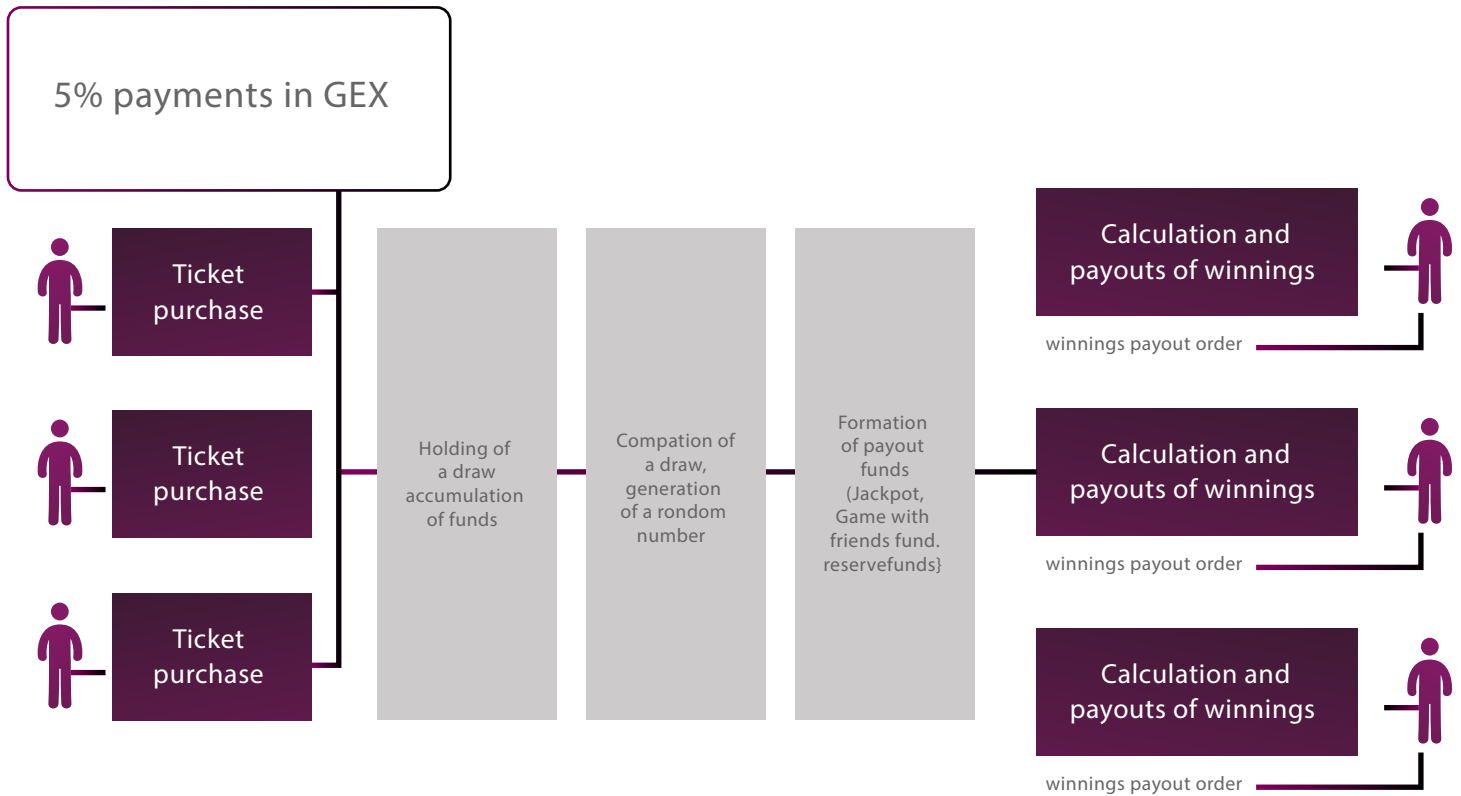 5% payments in GEX
Ticket
purchase
Ticket
purchase
Ticket
purchase
Holding of
a draw
accumulation
of funds
Compation of
a draw,
generation
of a rondom
number
Formation
of payout
funds
(Jackpot,
Game with
friends fund.
reservefunds}
Calculation and
payouts of winnings
winnings payout order
Calculation and
payouts of winnings
winnings payout order
Calculation and
payouts of winnings
winnings payout order